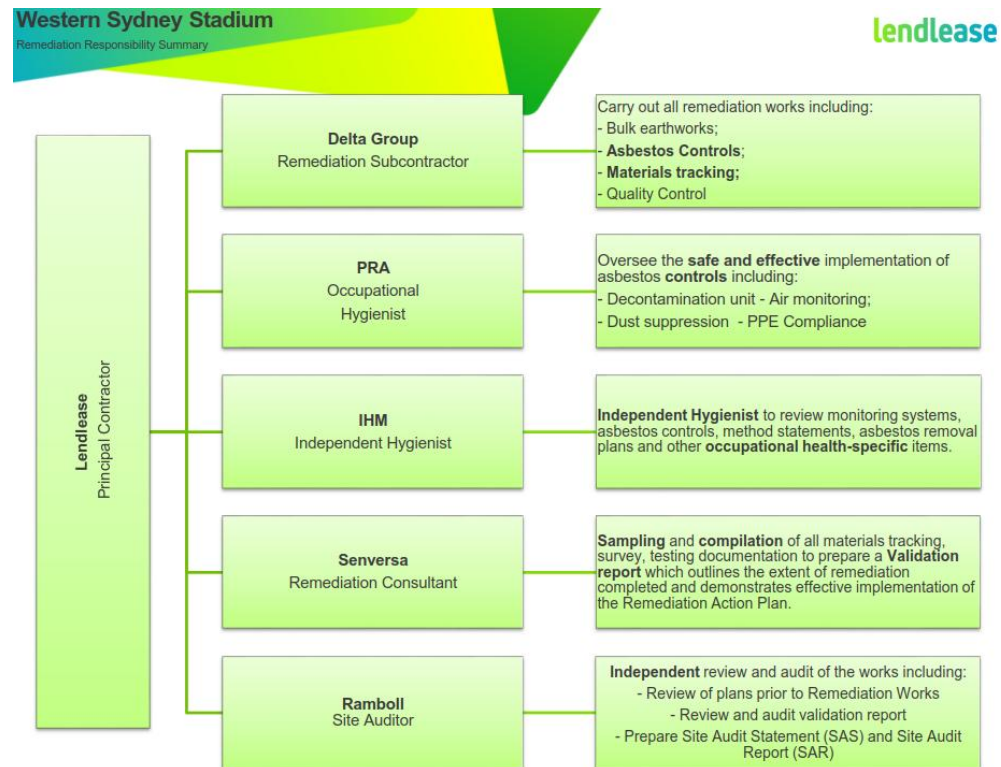 Western Sydney Stadium
Remediation Responsibility Summary
lendlease
Lendlease
Principal Contractor
Delta Group
Remediation Subcontractor
Carry out all remediation works including:
- Bulk earthworks;
- Asbestos Controls;
- Materials tracking;
- Quality Control
PRA
Occupational
Hygienist
Oversee the safe and effective implementation of
asbestos controls including:
- Decontamination unit - Air monitoring;
- Dust suppression - PPE Compliance
IHM
Independent Hygienist
Independent Hygienist to review monitoring systems,
asbestos controls, method statements, asbestos removal
plans and other occupational health-specific items.
Senversa
Remediation Consultant
Sampling and compilation of all materials tracking,
survey, testing documentation to prepare a Validation
report which outlines the extent of remediation
completed and demonstrates effective implementation of
the Remediation Action Plan.
Ramboll
Site Auditor
Independent review and audit of the works including:
- Review of plans prior to Remediation Works
- Review and audit validation report
- Prepare Site Audit Statement (SAS) and Site Audit
Report (SAR)